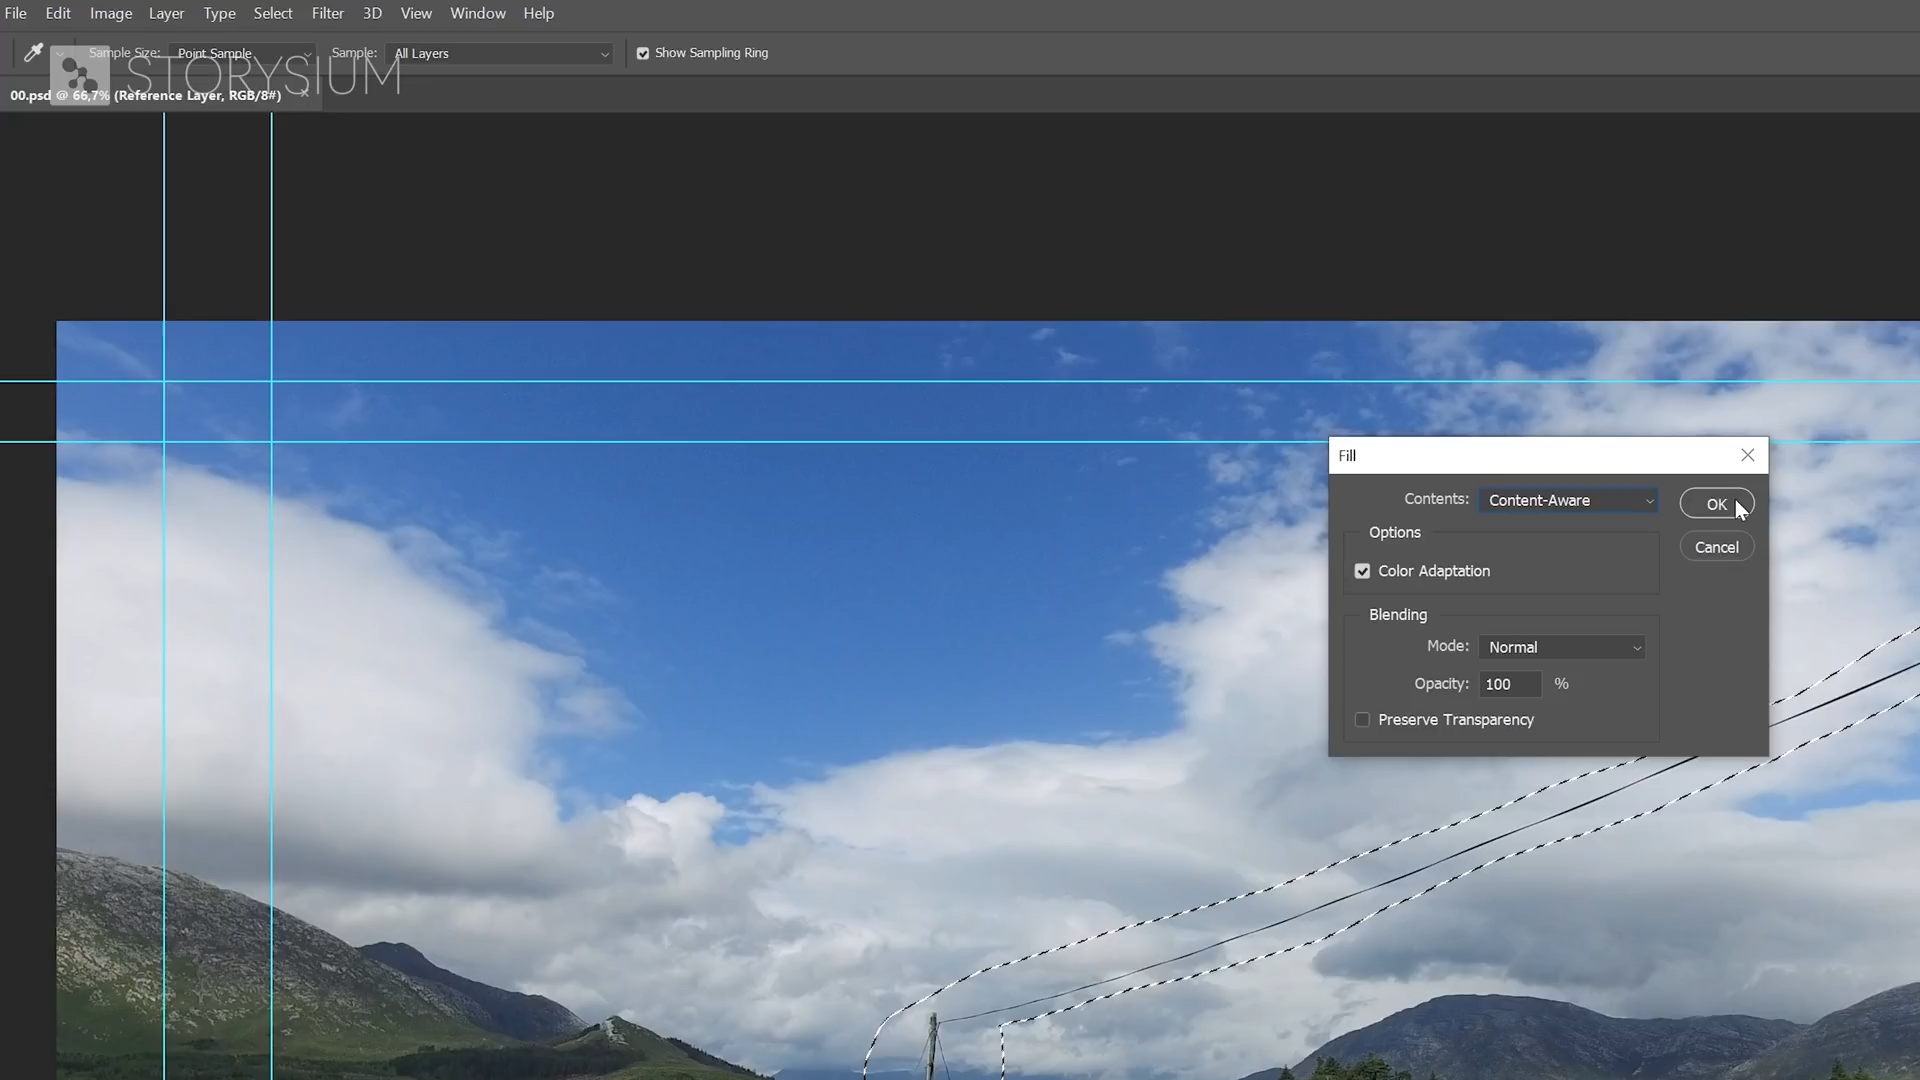 File Edit Image Layer Type Select Filter 3D View Window Help
Sample Size: Point Sample Sample: All Layers Show Sampling Ring
STORYSIUM
00.psd @ 66,7% (Reference Layer, RGB/8#) ×
Fill
Contents: Content-Aware OK
Options
Cancel
Color Adaptation
Blending
Mode: Normal
Opacity: 100 %
Preserve Transparency